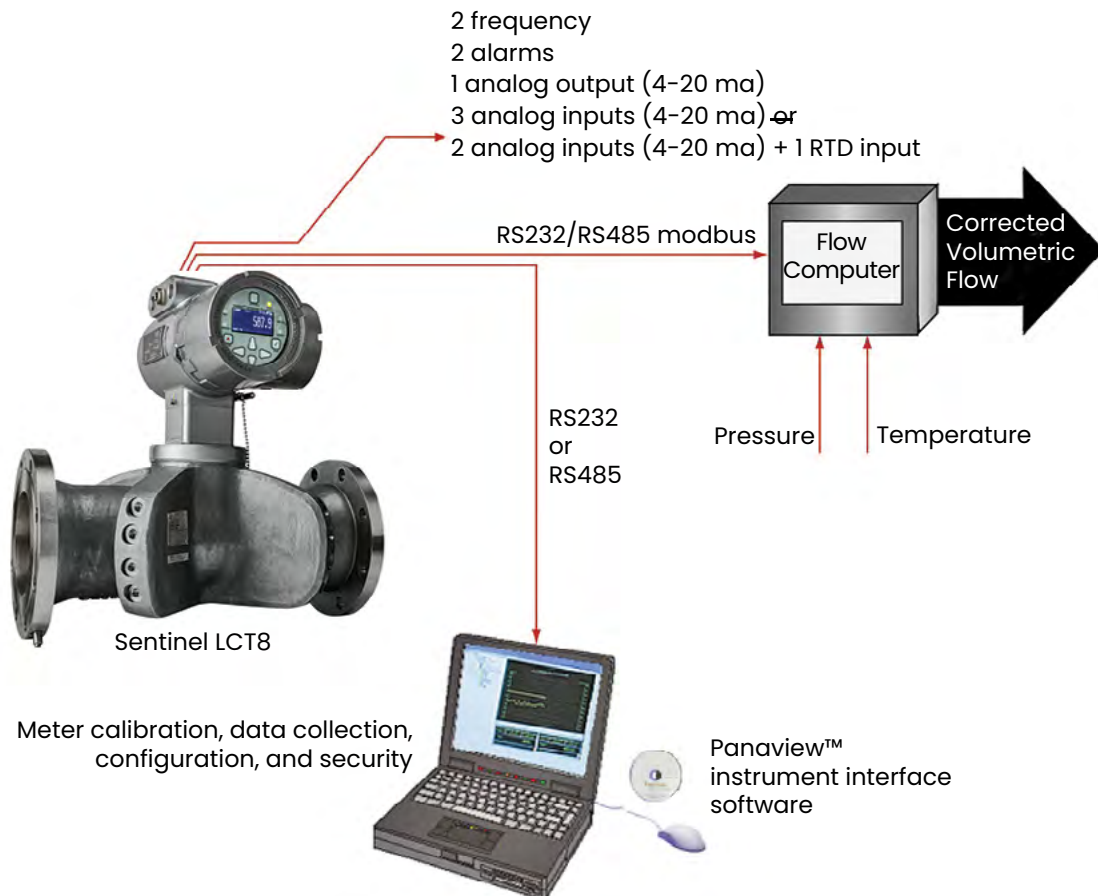 2 frequency
2 alarms
1 analog output (4-20 ma)
3 analog inputs (4-20 ma) or
2 analog inputs (4-20 ma) + 1 RTD input
RS232/RS485 modbus
Flow
Computer
Corrected
Volumetric
Flow
587.9
RS232
or
RS485
Pressure
Temperature
Sentinel LCT8
Meter calibration, data collection,
configuration, and security
Panaview™
instrument interface
software